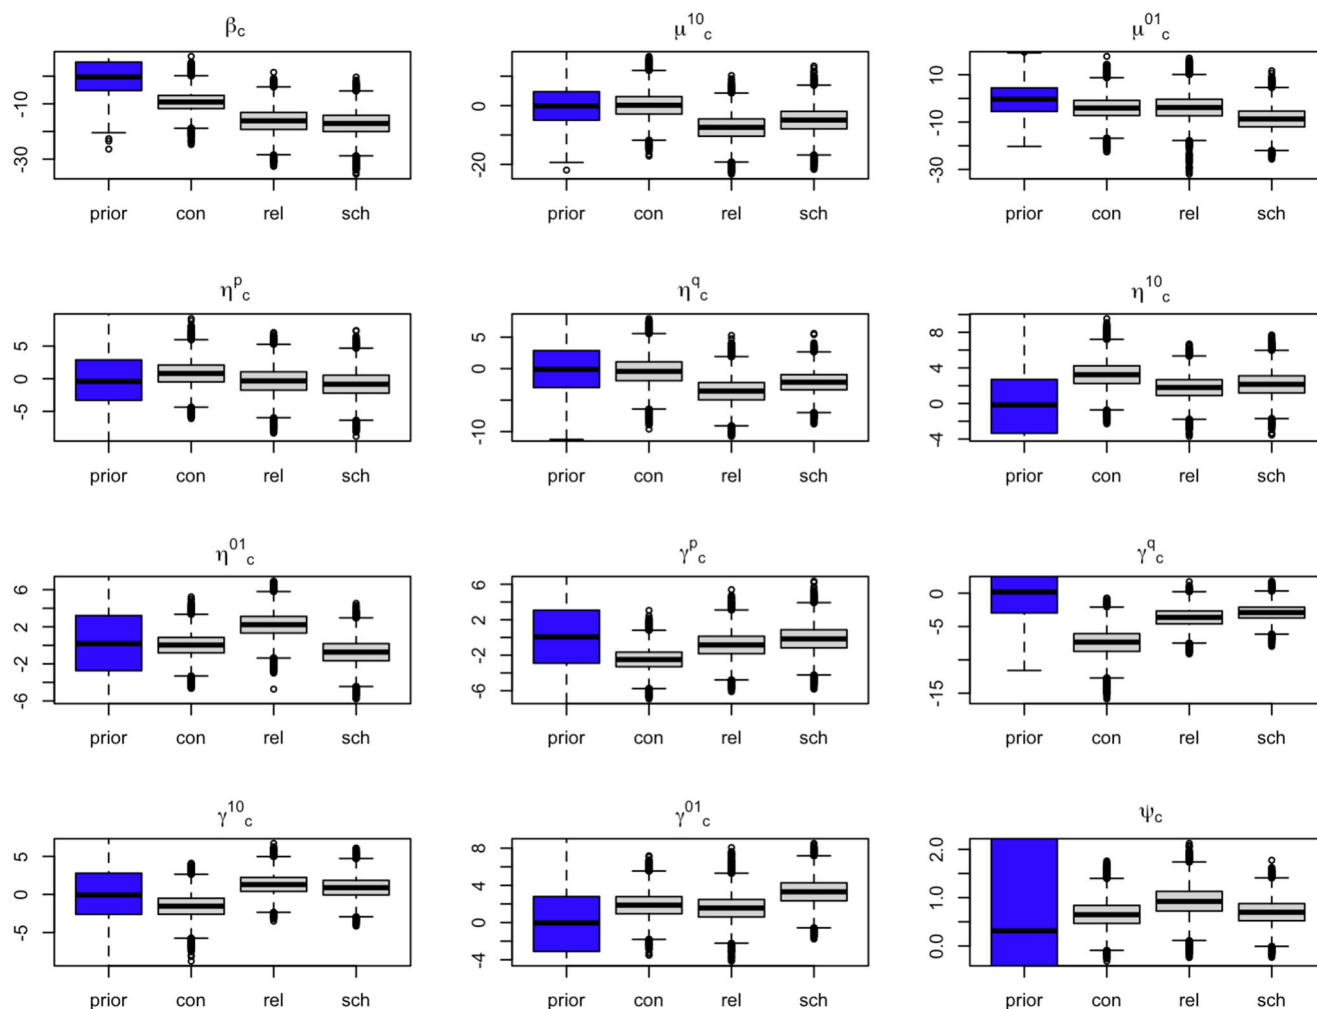 β_c μ^10_c μ^01_c
-30 -10
-20 0
-30 -10 10
prior con rel sch prior con rel sch prior con rel sch
η^p_c η^q_c η^10_c
-5 0 5
-10 0 5
-4 0 4 8
prior con rel sch prior con rel sch prior con rel sch
η^01_c γ^p_c γ^q_c
-6 -2 2 6
-6 -2 2 6
-15 -5 0
prior con rel sch prior con rel sch prior con rel sch
γ^10_c γ^01_c ψ_c
-5 0 5
-4 0 4 8
0.0 1.0 2.0
prior con rel sch prior con rel sch prior con rel sch